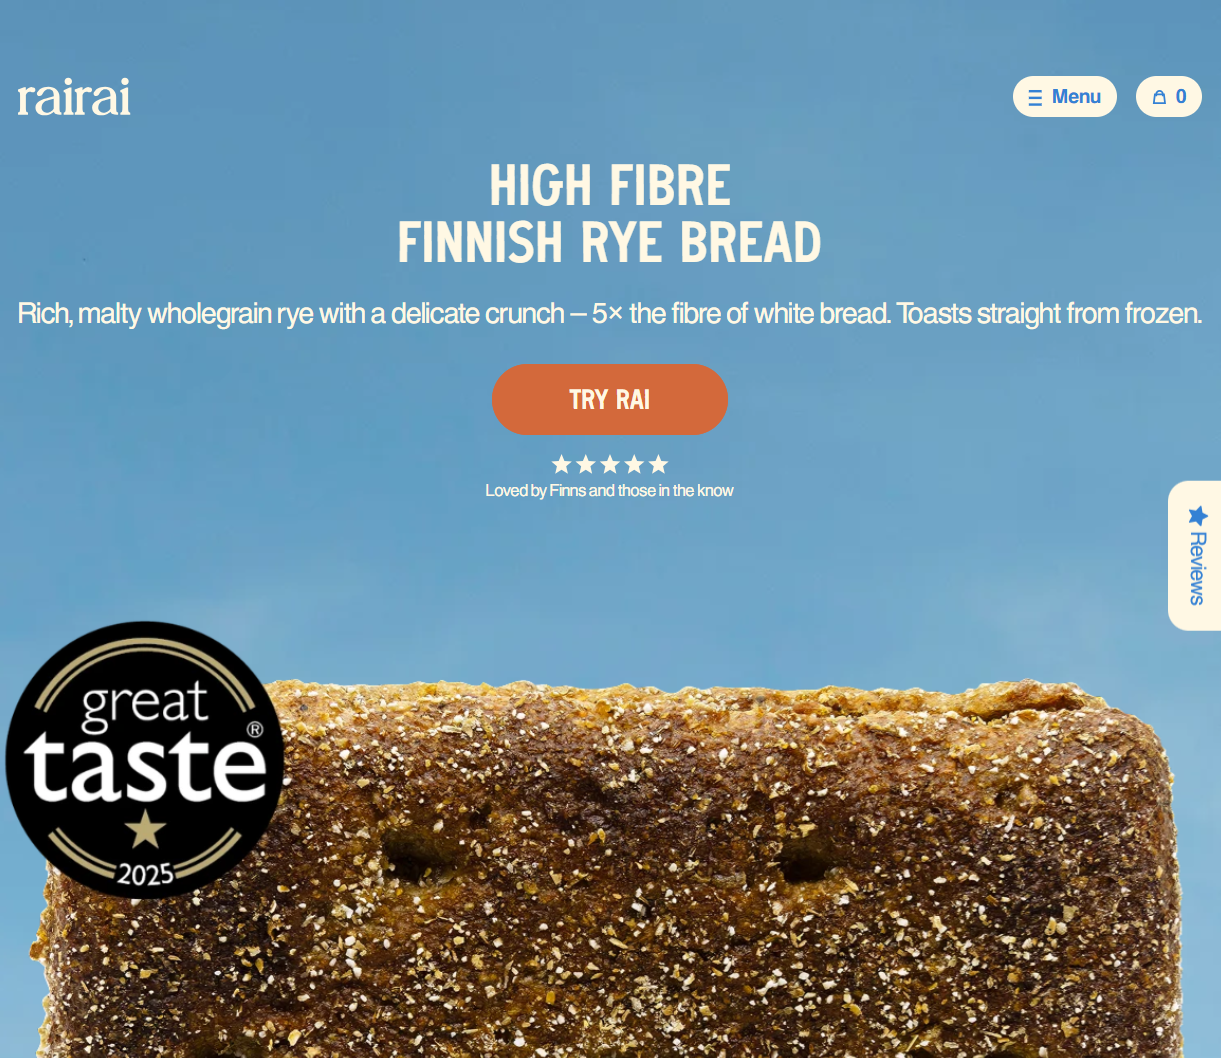 rairai
Menu
0
HIGH FIBRE
FINNISH RYE BREAD
Rich, malty wholegrain rye with a delicate crunch – 5× the fibre of white bread. Toasts straight from frozen.
TRY RAI
Loved by Finns and those in the know
Reviews
great
taste®
2025